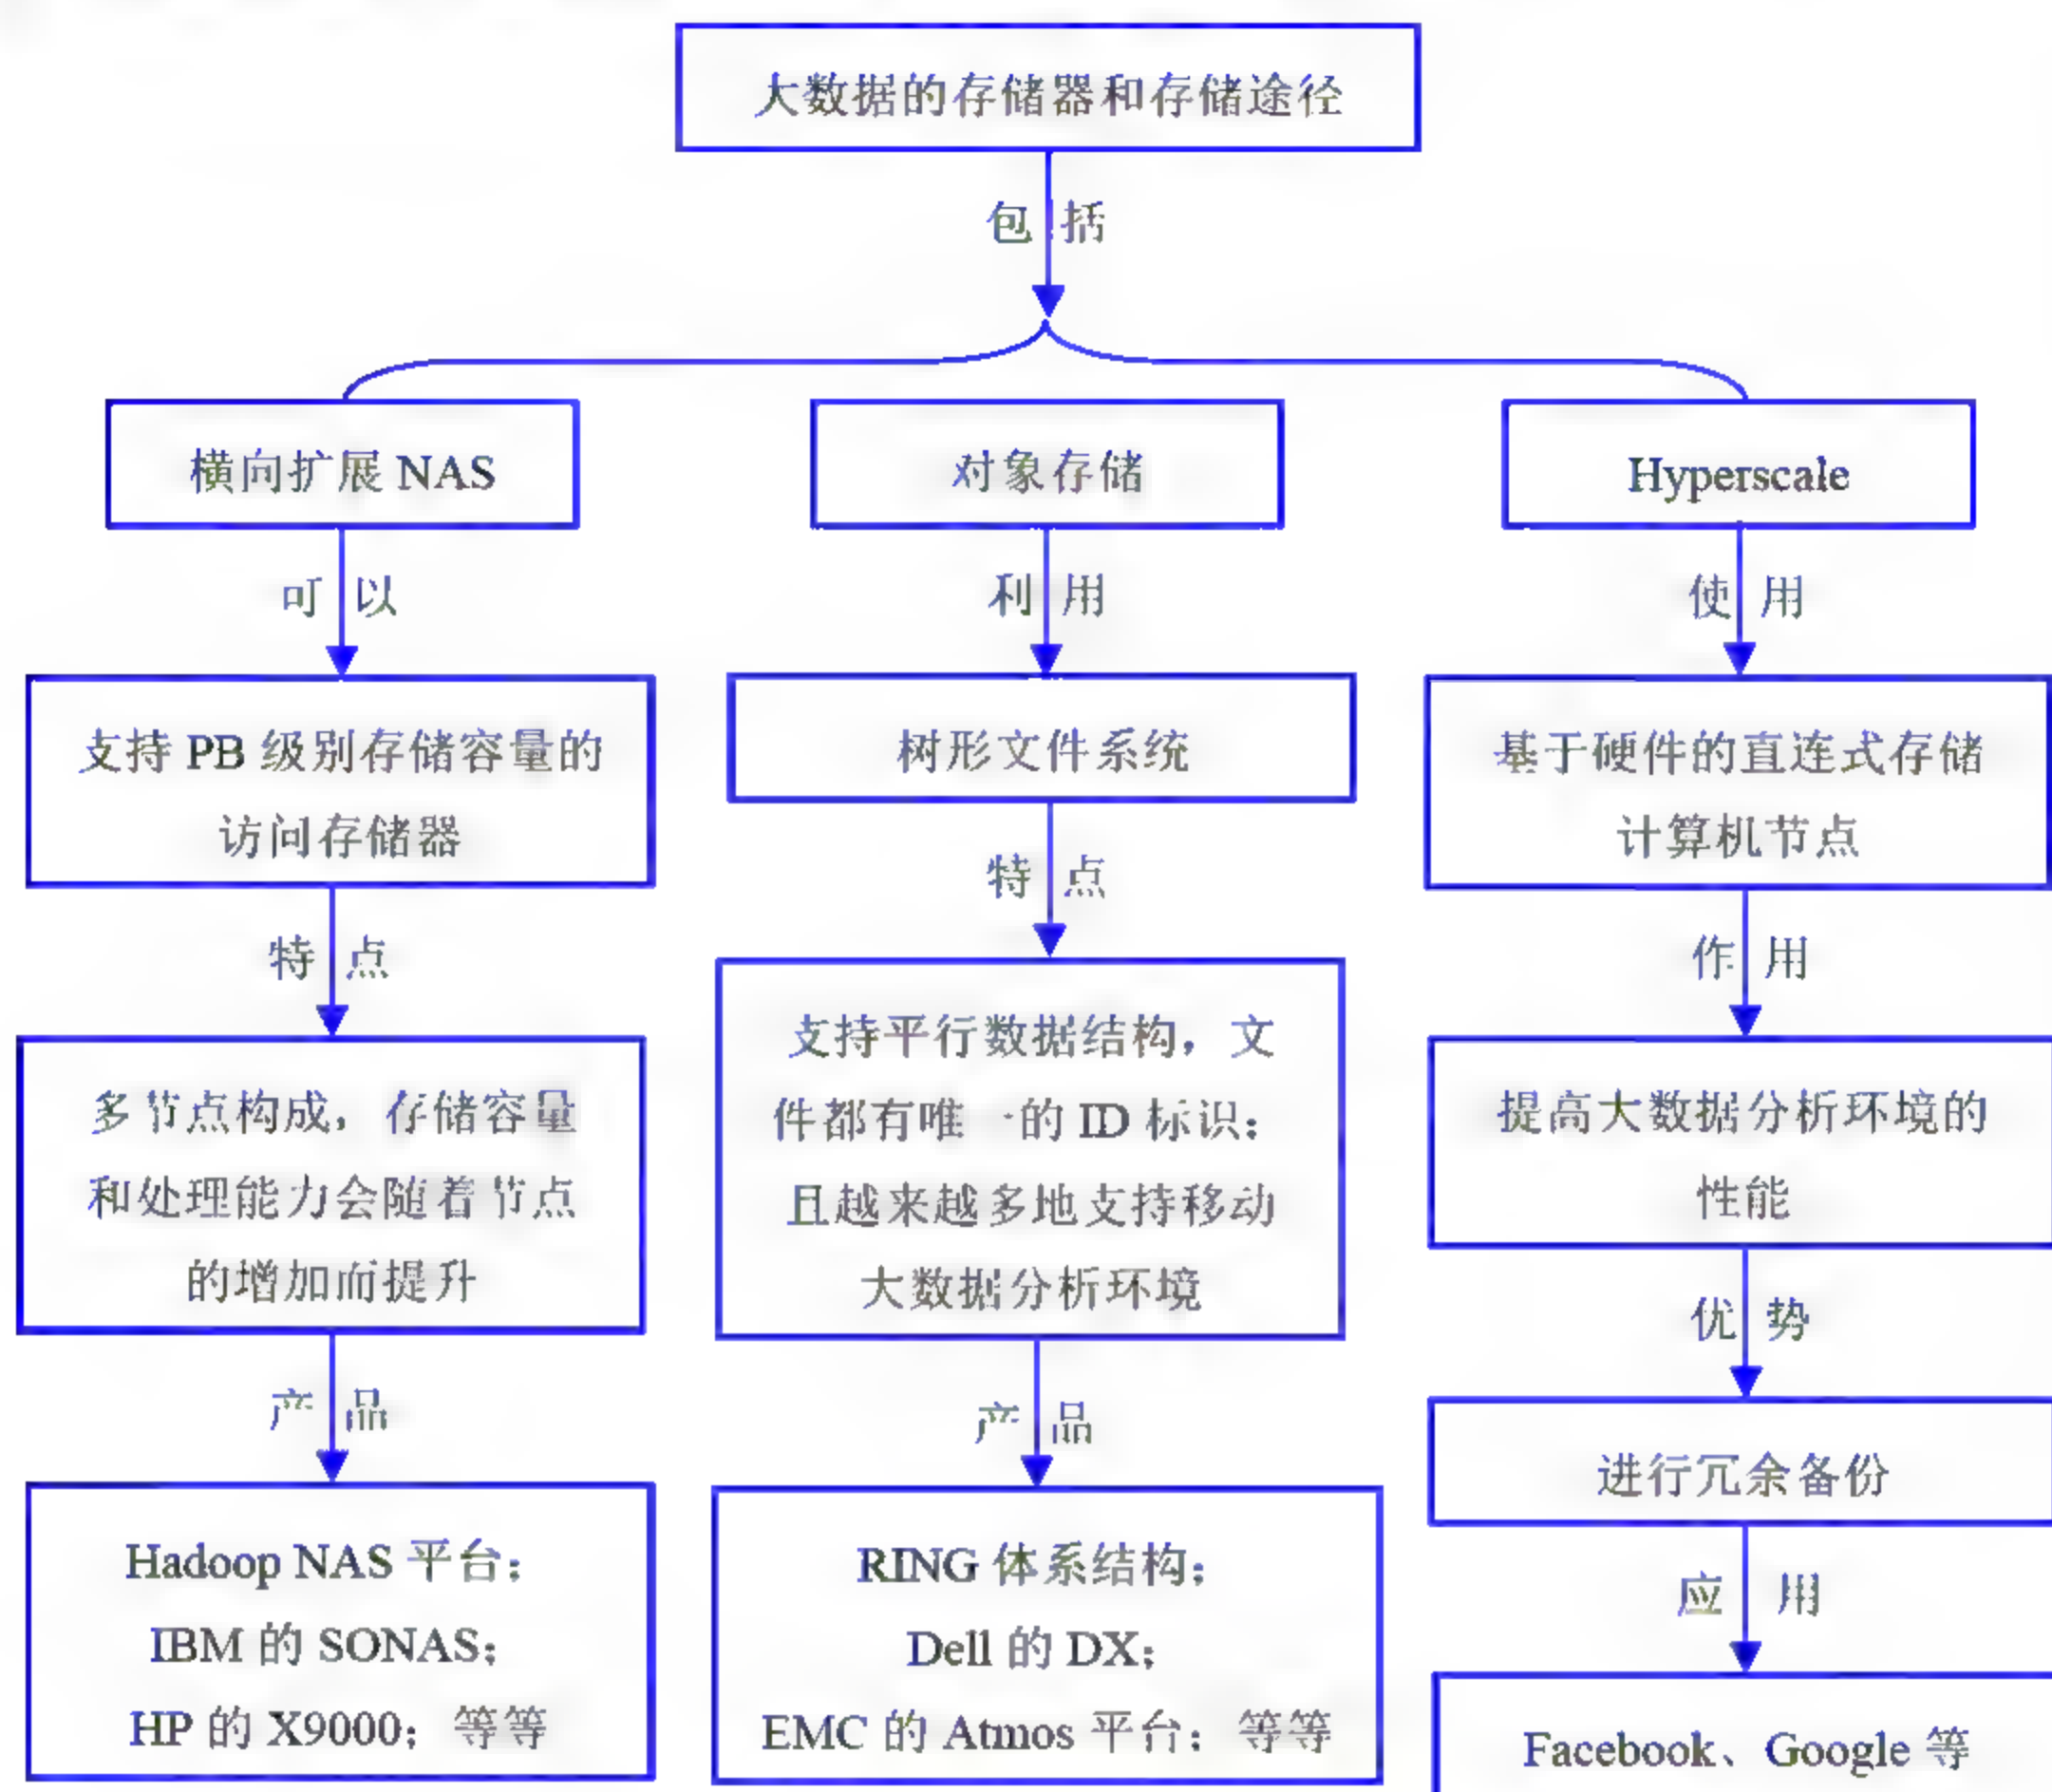 大数据的存储器和存储途径
包括
横向扩展 NAS
对象存储
Hyperscale
可以
利用
使用
支持 PB 级别存储容量的
访问存储器
树形文件系统
基于硬件的直连式存储
计算机节点
特点
特点
作用
多节点构成，存储容量
和处理能力会随着节点
的增加而提升
支持平行数据结构，文
件都有唯一的 ID 标识；
且越来越多地支持移动
大数据分析环境
提高大数据分析环境的
性能
优势
产品
产品
进行冗余备份
Hadoop NAS 平台；
IBM 的 SONAS；
HP 的 X9000；等等
RING 体系结构；
Dell 的 DX；
EMC 的 Atmos 平台；等等
应用
Facebook、Google 等